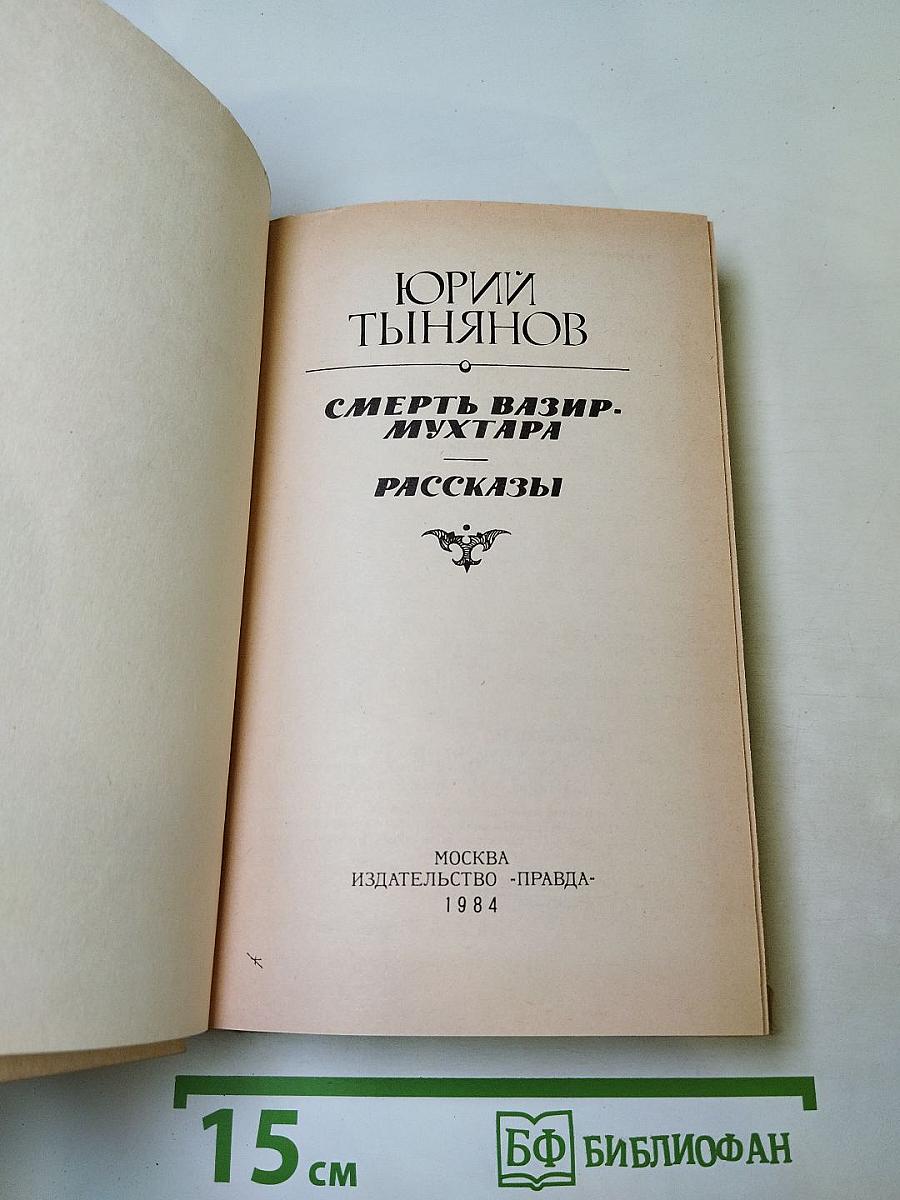 ЮРИЙ
ТЫНЯНОВ
СМЕРТЬ ВАЗИР-
МУХТАРА
РАССКАЗЫ
МОСКВА
ИЗДАТЕЛЬСТВО «ПРАВДА»
1984
15 см
БФ БИБЛИОФАН